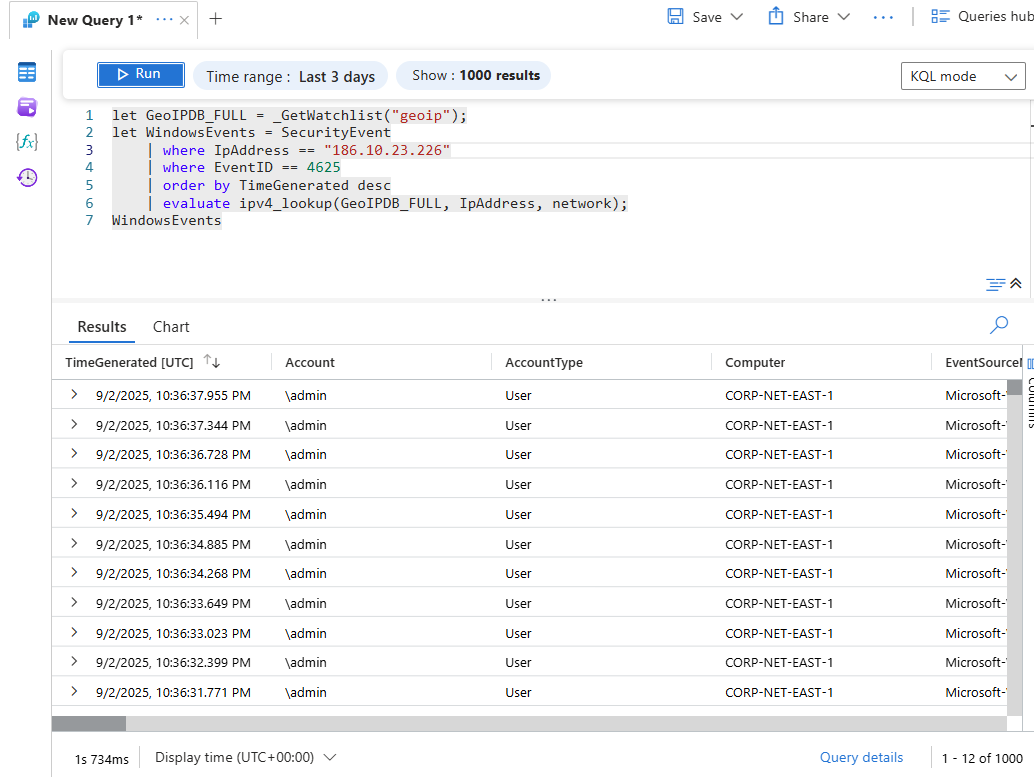 New Query 1* ···
Save
Share
···
Queries hub
Run
Time range : Last 3 days
Show : 1000 results
KQL mode
1 let GeoIPDB_FULL = _GetWatchlist("geoip");
2 let WindowsEvents = SecurityEvent
3 | where IpAddress == "186.10.23.226"
4 | where EventID == 4625
5 | order by TimeGenerated desc
6 | evaluate ipv4_lookup(GeoIPDB_FULL, IpAddress, network);
7 WindowsEvents
Results Chart
TimeGenerated [UTC] Account AccountType Computer EventSourceN
9/2/2025, 10:36:37.955 PM \admin User CORP-NET-EAST-1 Microsoft-
9/2/2025, 10:36:37.344 PM \admin User CORP-NET-EAST-1 Microsoft-
9/2/2025, 10:36:36.728 PM \admin User CORP-NET-EAST-1 Microsoft-
9/2/2025, 10:36:36.116 PM \admin User CORP-NET-EAST-1 Microsoft-
9/2/2025, 10:36:35.494 PM \admin User CORP-NET-EAST-1 Microsoft-
9/2/2025, 10:36:34.885 PM \admin User CORP-NET-EAST-1 Microsoft-
9/2/2025, 10:36:34.268 PM \admin User CORP-NET-EAST-1 Microsoft-
9/2/2025, 10:36:33.649 PM \admin User CORP-NET-EAST-1 Microsoft-
9/2/2025, 10:36:33.023 PM \admin User CORP-NET-EAST-1 Microsoft-
9/2/2025, 10:36:32.399 PM \admin User CORP-NET-EAST-1 Microsoft-
9/2/2025, 10:36:31.771 PM \admin User CORP-NET-EAST-1 Microsoft-
Columns
1s 734ms
Display time (UTC+00:00)
Query details
1 - 12 of 1000